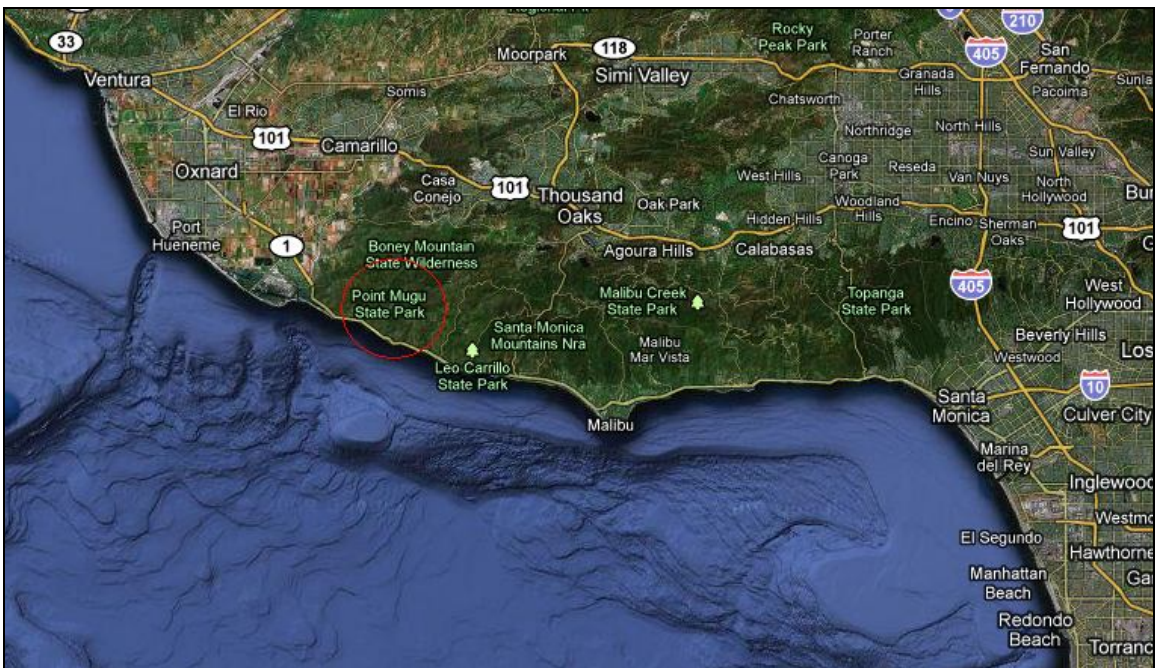 Regional Pk
33
Ventura
Moorpark
118
Simi Valley
Rocky
Peak Park
Porter
Ranch
5
210
405
San
Fernando
Granada
Hills
Pacoima
Sunla
El Rio
Somis
Chatsworth
101
Camarillo
Northridge
North Hills
Sun Valley
Oxnard
Casa
Conejo
101
Thousand
Oaks
Oak Park
West Hills
Canoga
Park
Reseda
Van Nuys
North
Hollywood
Bu
Port
Hueneme
1
Boney Mountain
State Wilderness
Agoura Hills
Hidden Hills
Calabasas
Woodland
Hills
Encino
Sherman
Oaks
101
G
Point Mugu
State Park
Malibu Creek
State Park
Topanga
State Park
405
West
Hollywood
Santa Monica
Mountains Nra
Malibu
Mar Vista
Beverly Hills
Westwood
Los
Leo Carrillo
State Park
10
Malibu
Santa
Monica
Culver City
Marina
del Rey
Inglewood
Westmo
El Segundo
Hawthorne
Manhattan
Beach
Ga
Redondo
Beach
Torranc